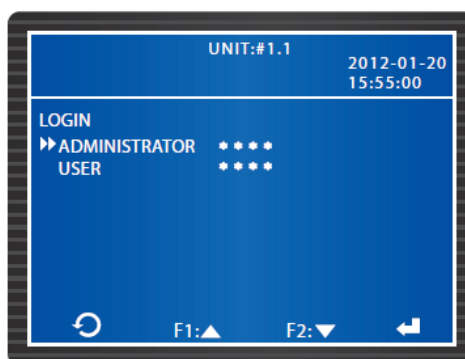 UNIT:#1.1
2012-01-20
15:55:00
LOGIN
ADMINISTRATOR ****
USER ****
F1: F2: